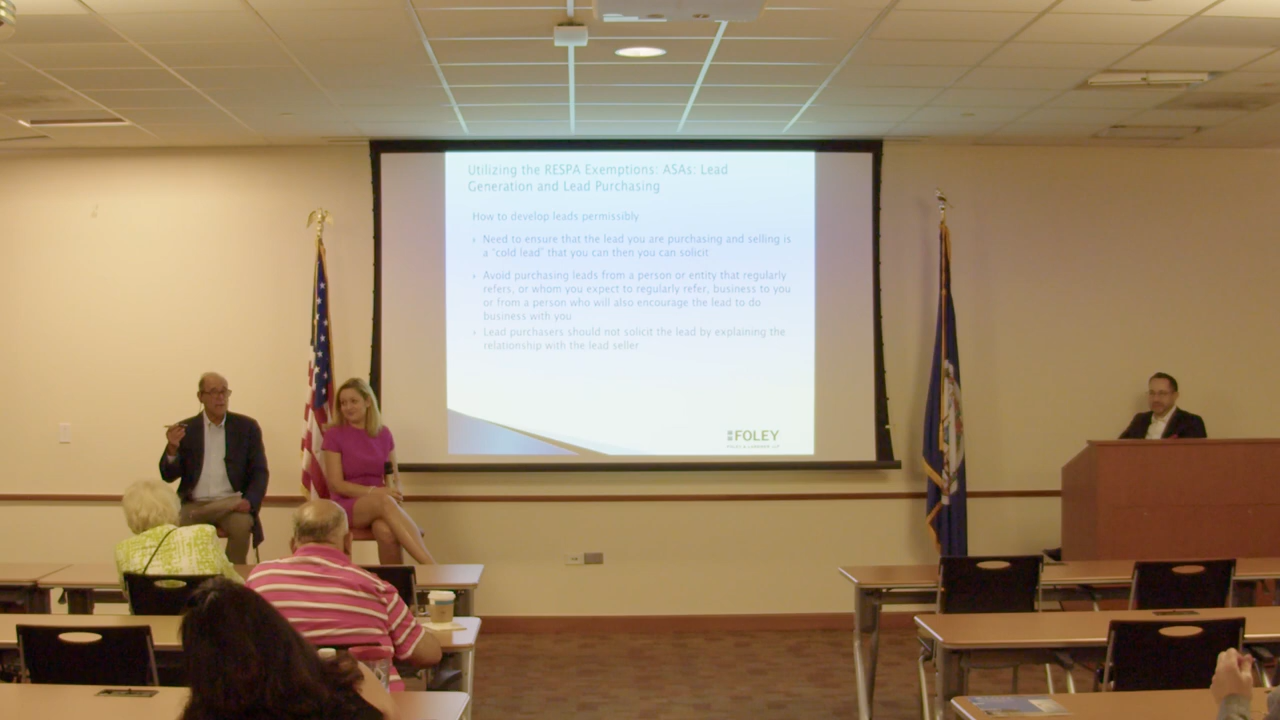 Utilizing the RESPA Exemptions: ASAs: Lead
Generation and Lead Purchasing
How to develop leads permissibly
› Need to ensure that the lead you are purchasing and selling is
a "cold lead" that you can then you can solicit
› Avoid purchasing leads from a person or entity that regularly
refers, or whom you expect to regularly refer, business to you
or from a person who will also encourage the lead to do
business with you
› Lead purchasers should not solicit the lead by explaining the
relationship with the lead seller
FOLEY
FOLEY & LARDNER LLP